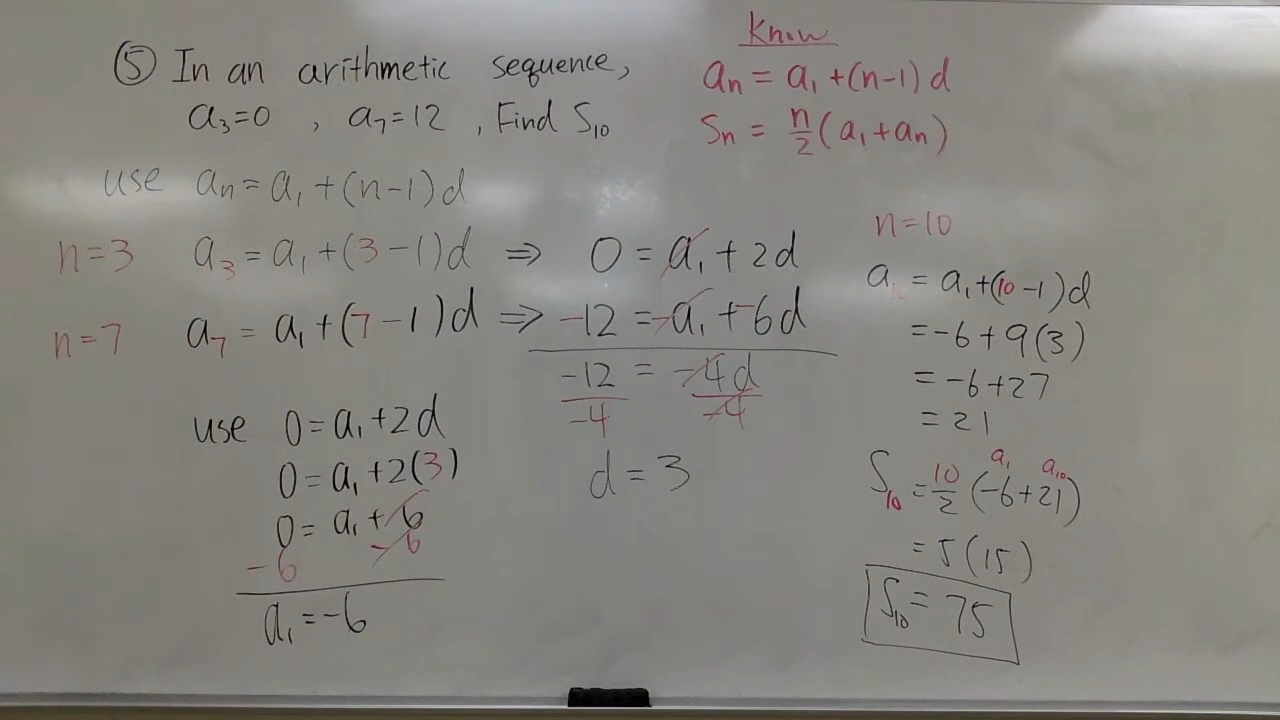 ⑤ In an arithmetic sequence,
a₃=0 , a₇=12 , Find S₁₀
Know
aₙ = a₁ + (n-1)d
Sₙ = n/2 (a₁+aₙ)
use aₙ = a₁ + (n-1)d
n=3 a₃ = a₁ + (3-1)d ⇒ 0 = a₁ + 2d
n=7 a₇ = a₁ + (7-1)d ⇒ -12 = -a₁ + -6d
-12/-4 = -4d/-4
d = 3
use 0 = a₁ + 2d
0 = a₁ + 2(3)
0 = a₁ + 6
-6 -6
a₁ = -6
n=10
a₁₀ = a₁+(10-1)d
= -6 + 9(3)
= -6+27
= 21
a₁ a₁₀
S₁₀ = 10/2 (-6+21)
= 5(15)
S₁₀ = 75